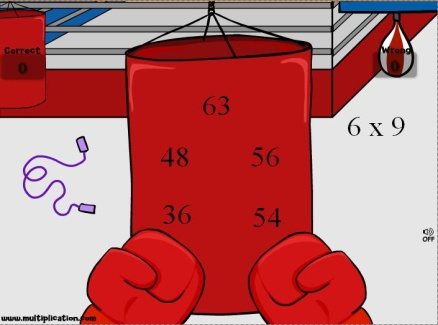 Correct
0
Wrong
0
63
6 x 9
48 56
36 54
OFF
www.multiplication.com